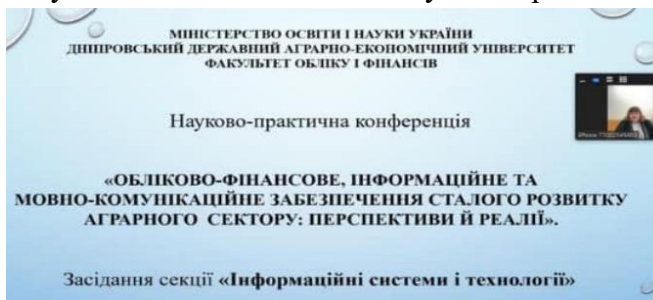 МІНІСТЕРСТВО ОСВІТИ І НАУКИ УКРАЇНИ
ДНІПРОВСЬКИЙ ДЕРЖАВНИЙ АГРАРНО-ЕКОНОМІЧНИЙ УНІВЕРСИТЕТ
ФАКУЛЬТЕТ ОБЛІКУ І ФІНАНСІВ
Науково-практична конференція
«ОБЛІКОВО-ФІНАНСОВЕ, ІНФОРМАЦІЙНЕ ТА
МОВНО-КОМУНІКАЦІЙНЕ ЗАБЕЗПЕЧЕННЯ СТАЛОГО РОЗВИТКУ
АГРАРНОГО СЕКТОРУ: ПЕРСПЕКТИВИ Й РЕАЛІЇ».
Засідання секції «Інформаційні системи і технології»